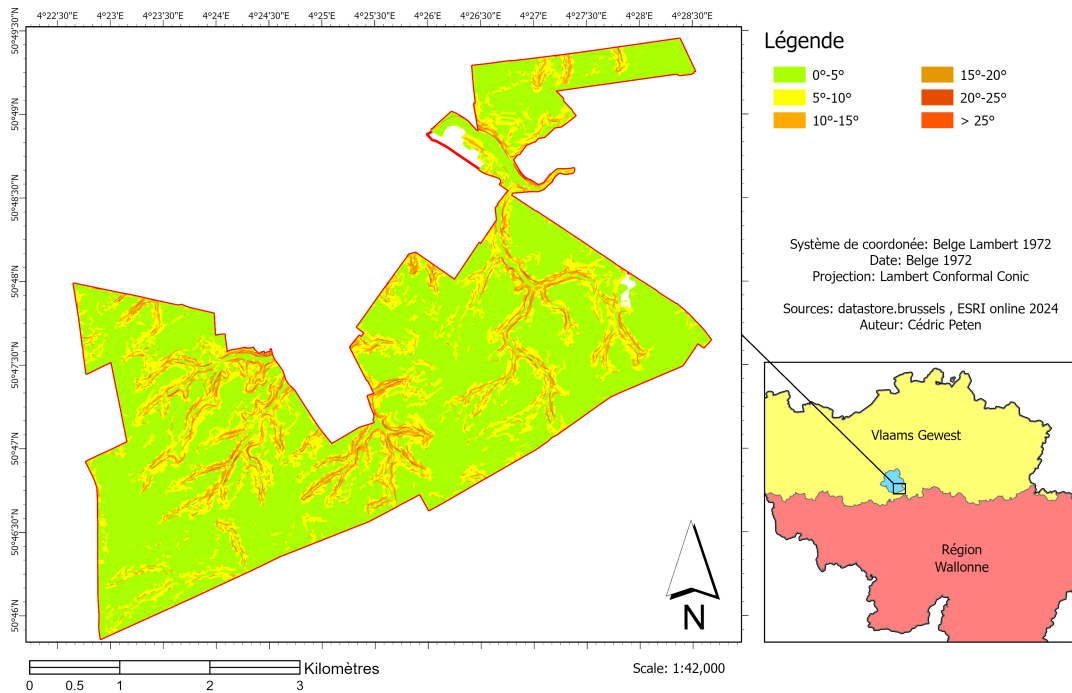 4°22'30"E 4°23'E 4°23'30"E 4°24'E 4°24'30"E 4°25'E 4°25'30"E 4°26'E 4°26'30"E 4°27'E 4°27'30"E 4°28'E 4°28'30"E
50°49'30"N
50°49'N
50°48'30"N
50°48'N
50°47'30"N
50°47'N
50°46'30"N
50°46'N
Légende
0°-5° 15°-20°
5°-10° 20°-25°
10°-15° > 25°
Système de coordonée: Belge Lambert 1972
Date: Belge 1972
Projection: Lambert Conformal Conic
Sources: datastore.brussels , ESRI online 2024
Auteur: Cédric Peten
Vlaams Gewest
Région
Wallonne
N
Kilomètres
0 0.5 1 2 3
Scale: 1:42,000